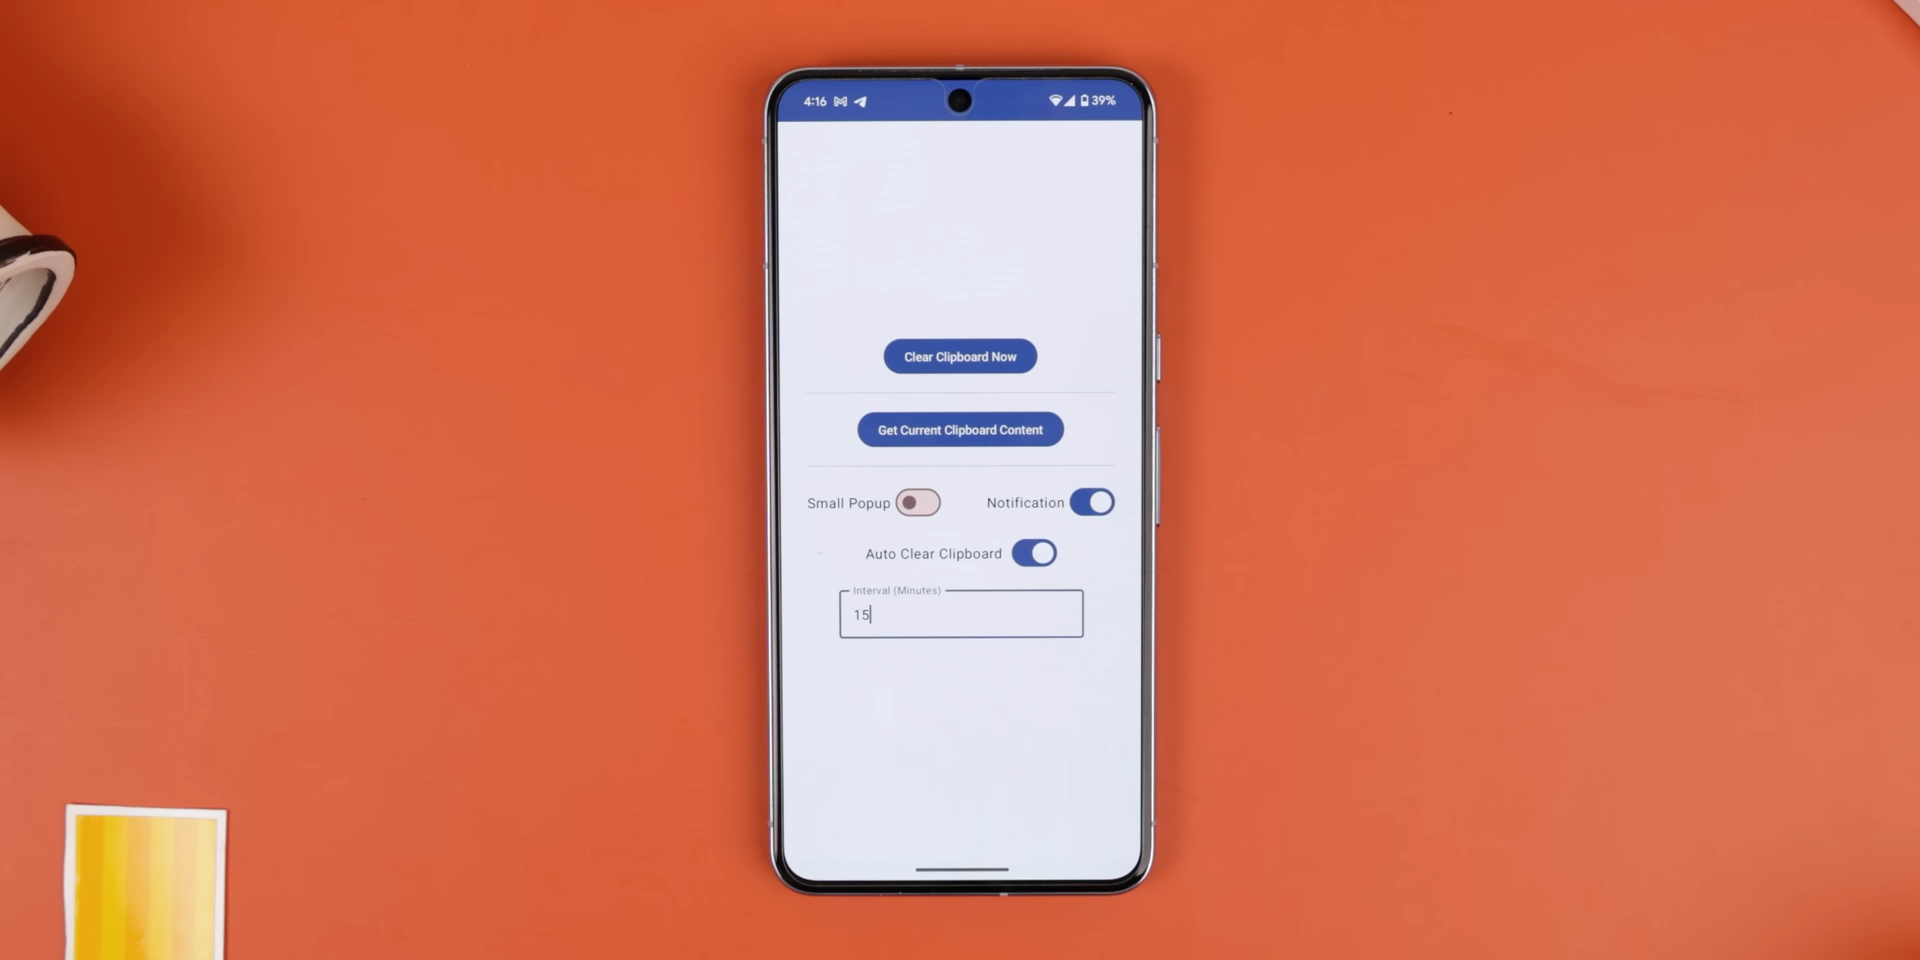 4:16 39%
Clear Clipboard Now
Get Current Clipboard Content
Small Popup Notification
Auto Clear Clipboard
Interval (Minutes)
15